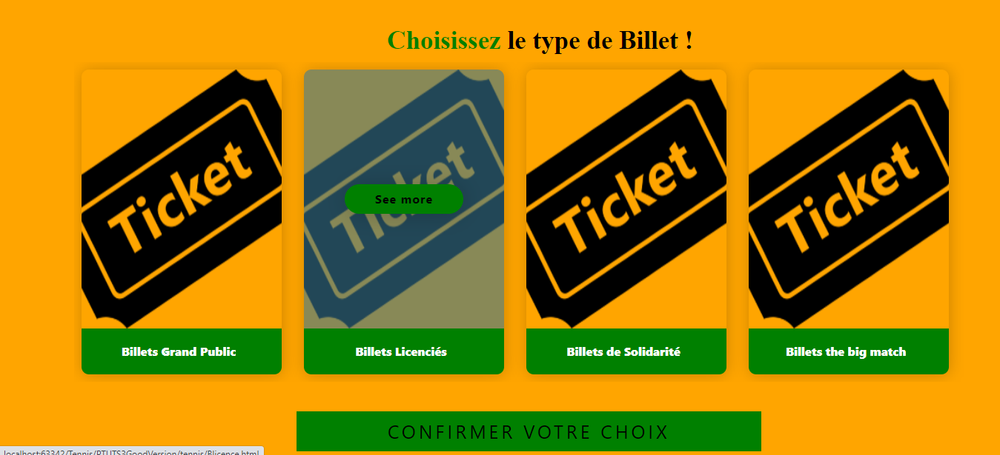 Choisissez le type de Billet !
Ticket
Ticket
Ticket
Ticket
See more
Billets Grand Public
Billets Licenciés
Billets de Solidarité
Billets the big match
CONFIRMER VOTRE CHOIX
localhost:63342/Tennis/PTUTS3GoodVersion/tennis/Blicence.html